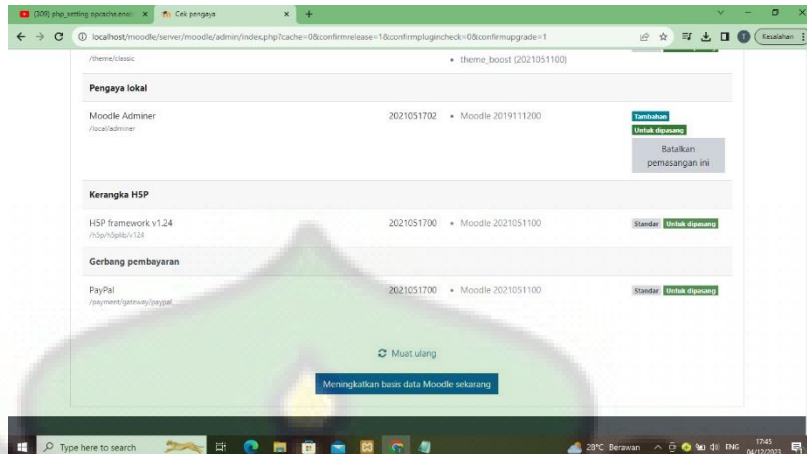 (309) php_setting opcache.enabl
Cek pengaya
localhost/moodle/server/moodle/admin/index.php?cache=0&confirmrelease=1&confirmplugincheck=0&confirmupgrade=1
Kesalahan
/theme/classic
theme_boost (2021051100)
Pengaya lokal
Moodle Adminer 2021051702 • Moodle 2019111200 Tambahan
/local/adminer Untuk dipasang
Batalkan
pemasangan ini
Kerangka H5P
H5P framework v1.24 2021051700 • Moodle 2021051100 Standar Untuk dipasang
/h5p/h5plib/v124
Gerbang pembayaran
PayPal 2021051700 • Moodle 2021051100 Standar Untuk dipasang
/payment/gateway/paypal
Muat ulang
Meningkatkan basis data Moodle sekarang
Type here to search 28°C Berawan ENG 17:45
04/12/2023